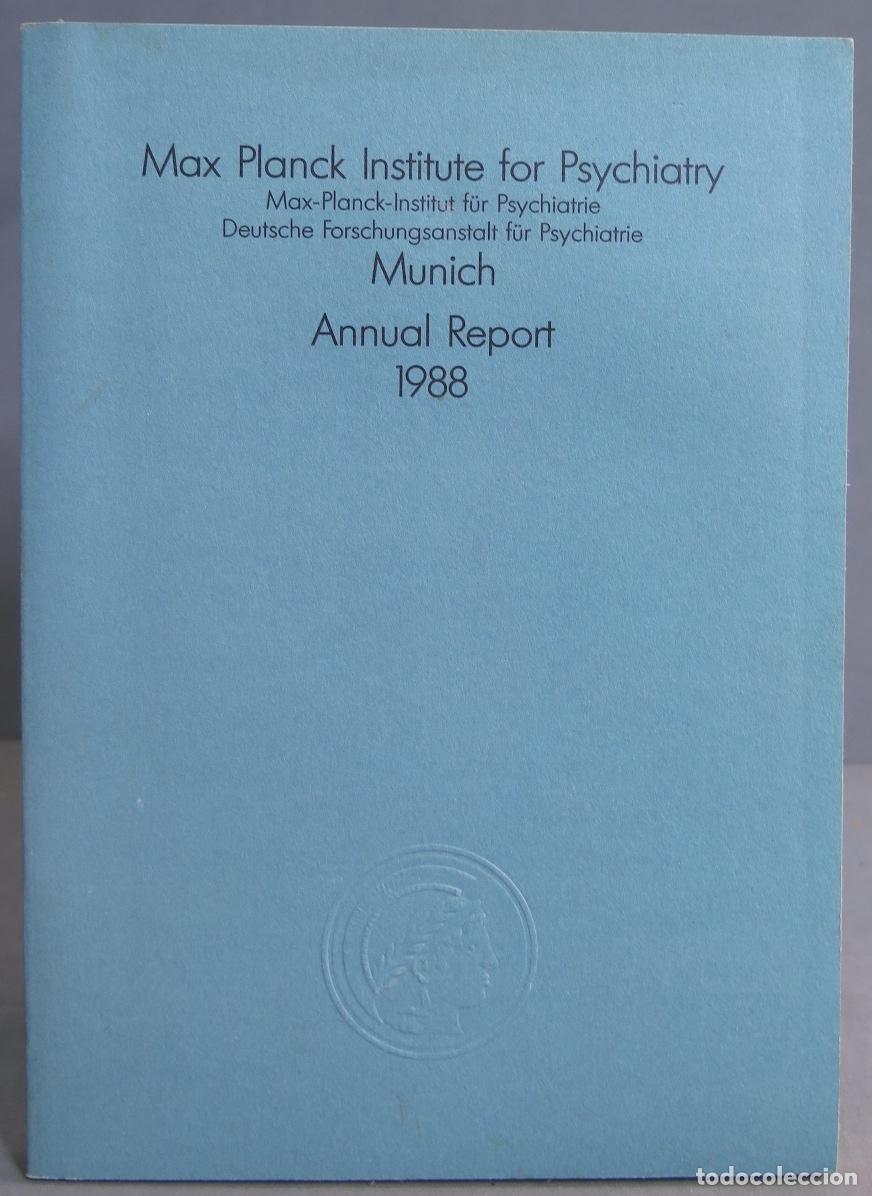 Max Planck Institute for Psychiatry
Max-Planck-Institut für Psychiatrie
Deutsche Forschungsanstalt für Psychiatrie
Munich
Annual Report
1988
todocoleccion